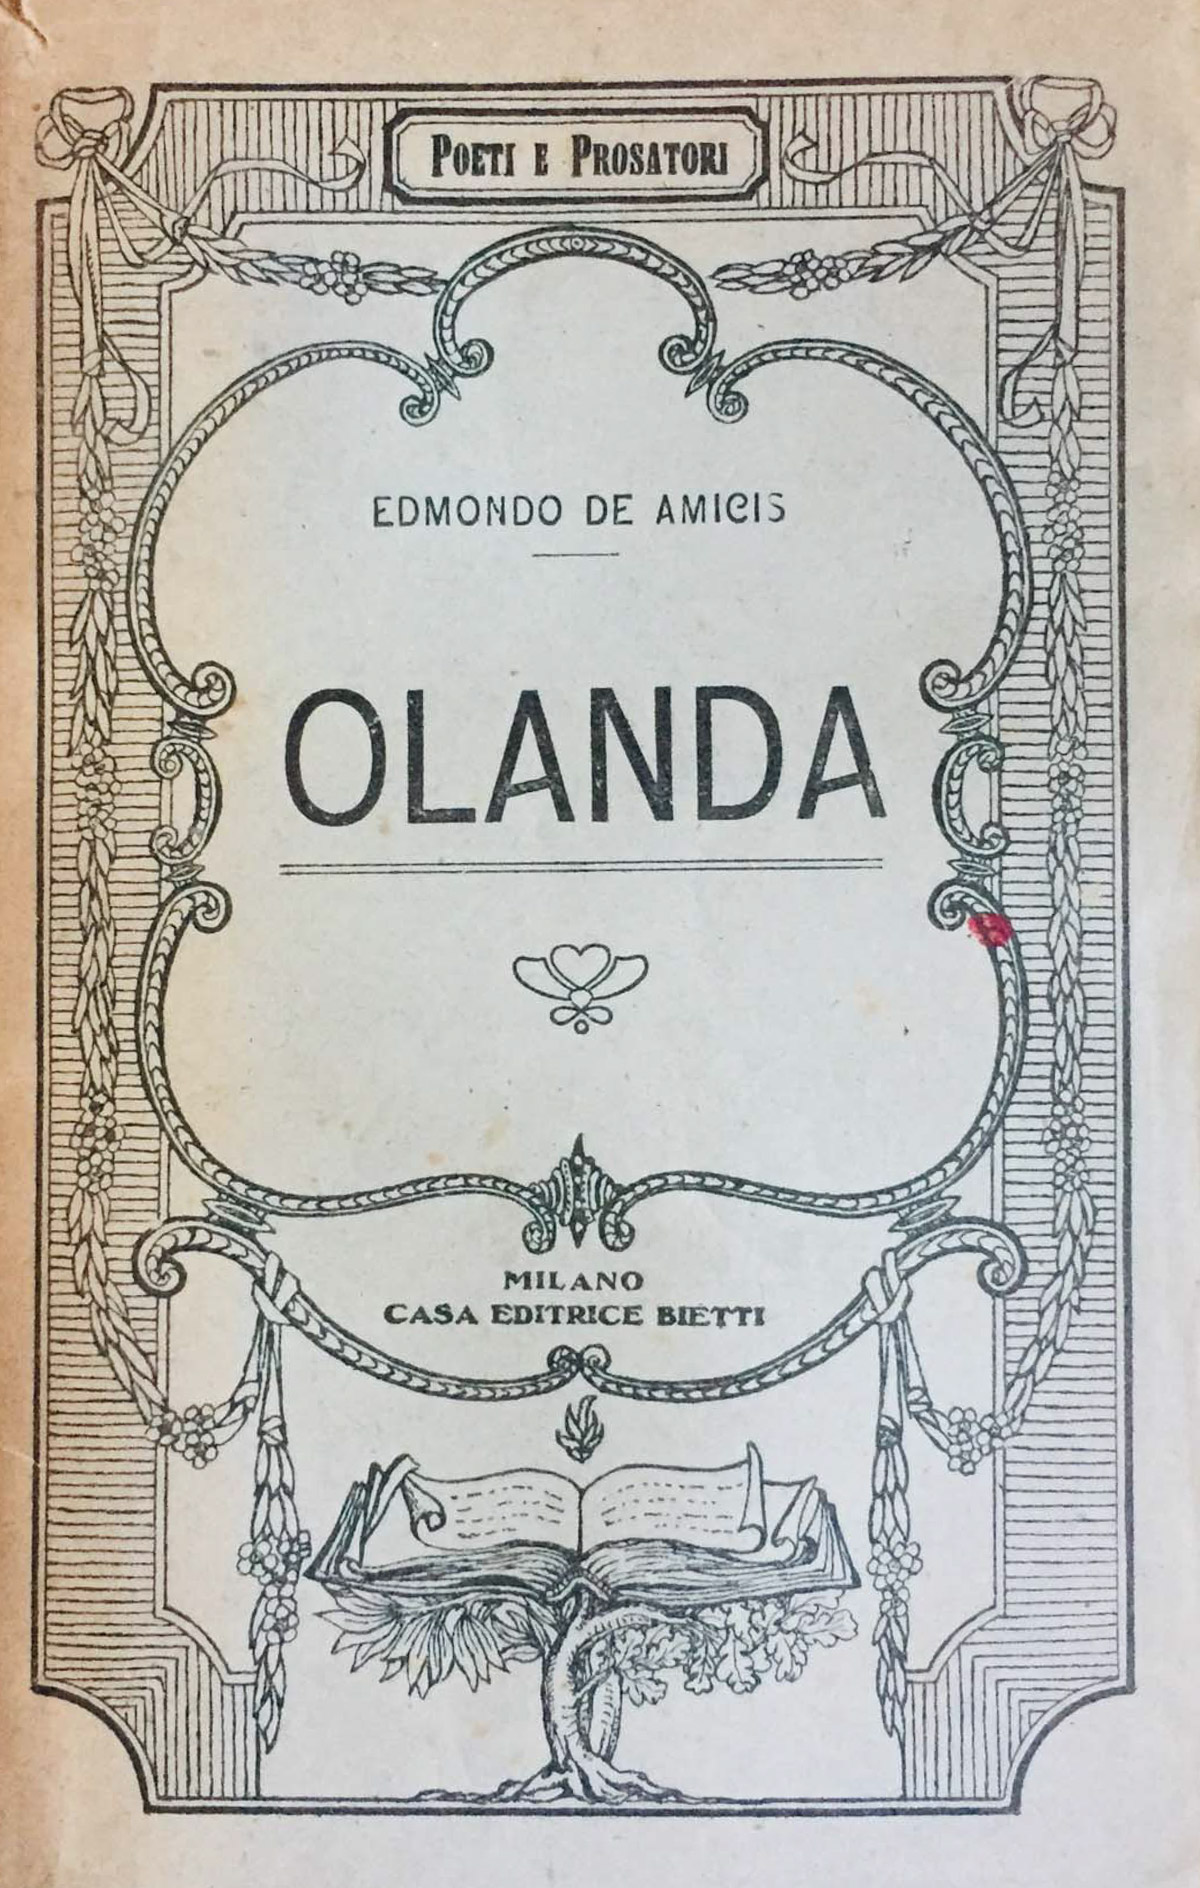 POETI E PROSATORI
EDMONDO DE AMICIS
OLANDA
MILANO
CASA EDITRICE BIETTI